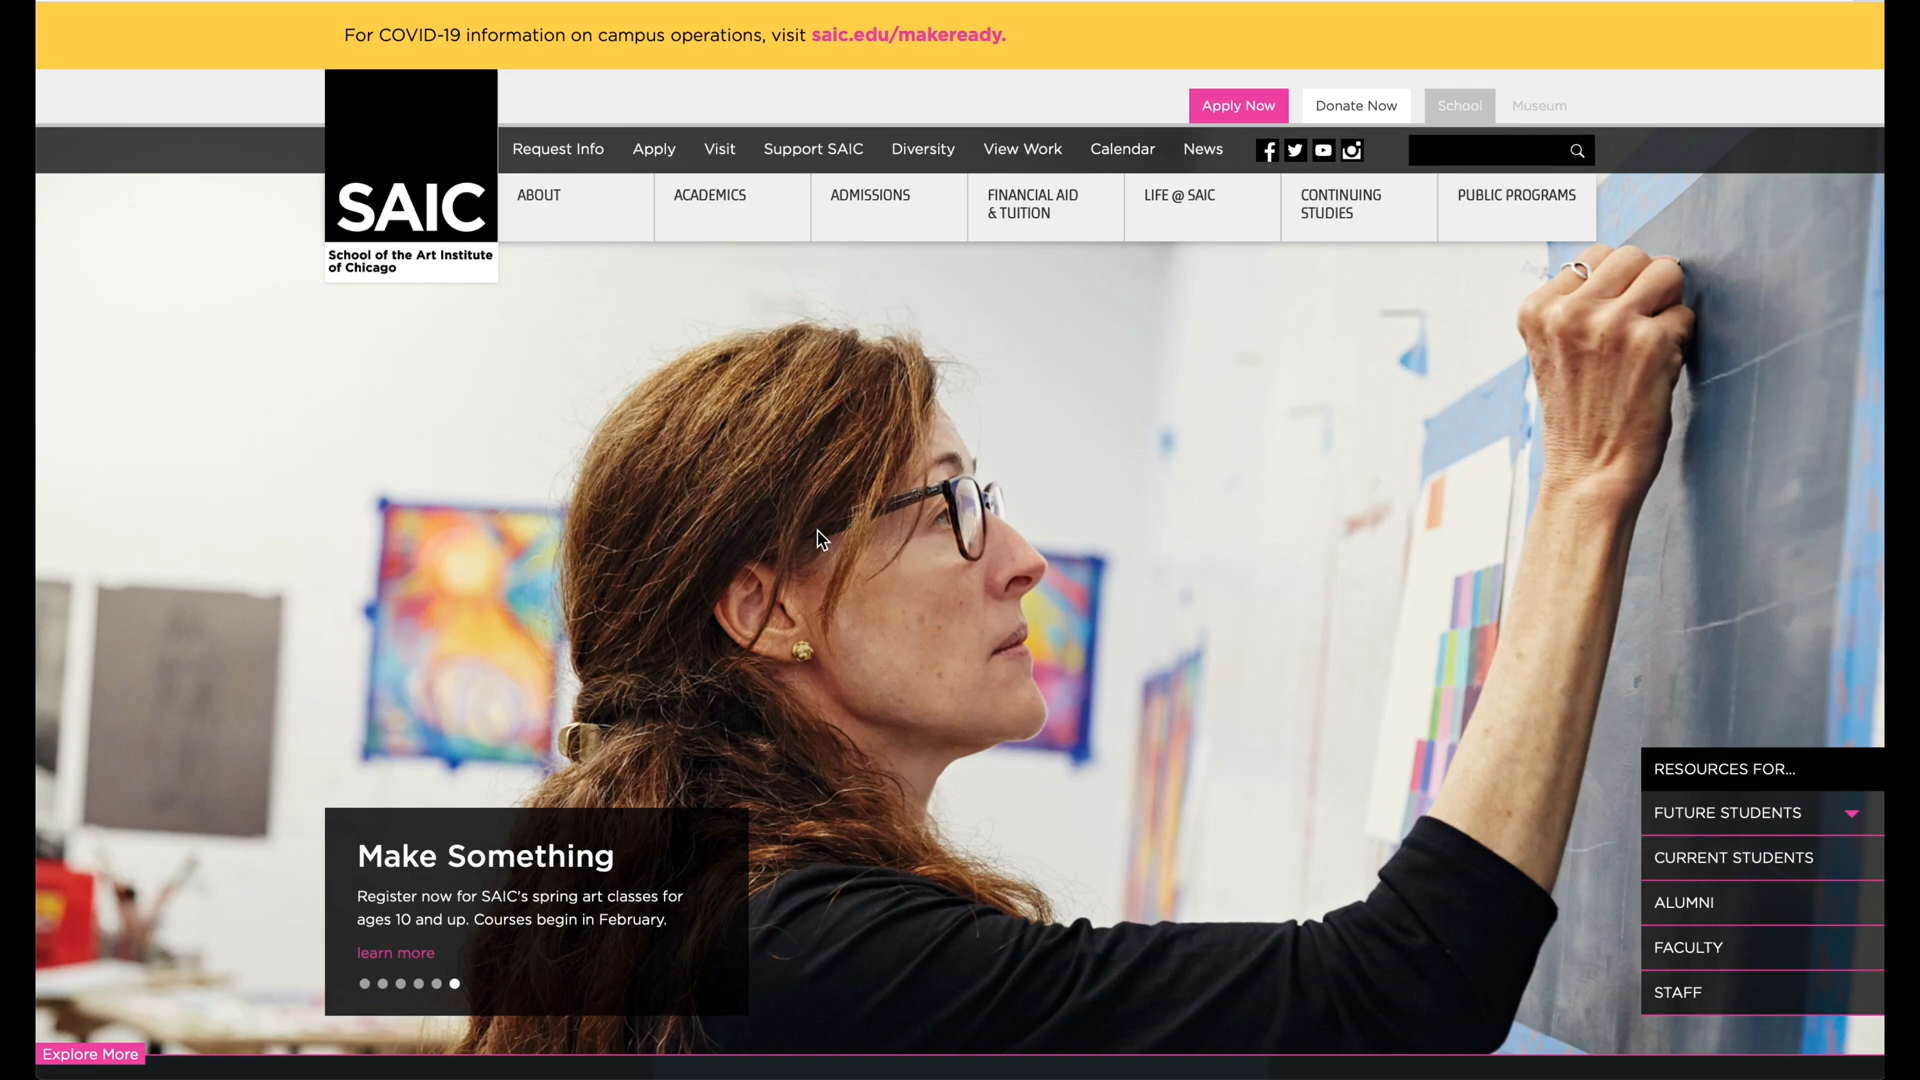 For COVID-19 information on campus operations, visit saic.edu/makeready.
Apply Now
Donate Now
School
Museum
Request Info
Apply
Visit
Support SAIC
Diversity
View Work
Calendar
News
SAIC
School of the Art Institute
of Chicago
ABOUT
ACADEMICS
ADMISSIONS
FINANCIAL AID
& TUITION
LIFE @ SAIC
CONTINUING
STUDIES
PUBLIC PROGRAMS
Make Something
Register now for SAIC's spring art classes for
ages 10 and up. Courses begin in February.
learn more
RESOURCES FOR...
FUTURE STUDENTS
CURRENT STUDENTS
ALUMNI
FACULTY
STAFF
Explore More